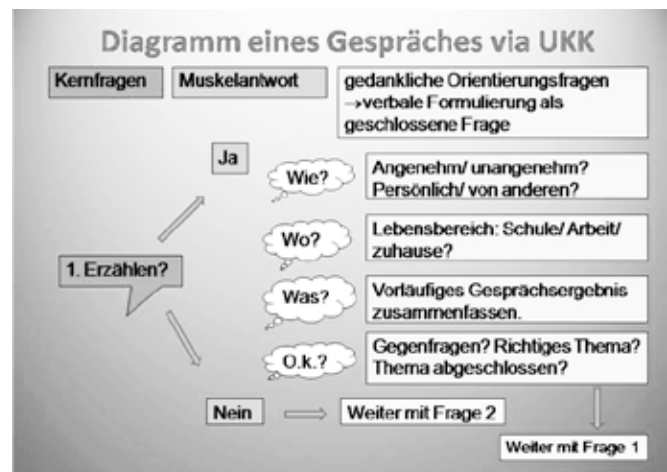 Diagramm eines Gespräches via UKK
Kernfragen
Muskelantwort
gedankliche Orientierungsfragen
→verbale Formulierung als
geschlossene Frage
Ja
Wie?
Angenehm/ unangenehm?
Persönlich/ von anderen?
Wo?
Lebensbereich: Schule/ Arbeit/
zuhause?
1. Erzählen?
Was?
Vorläufiges Gesprächsergebnis
zusammenfassen.
O.k.?
Gegenfragen? Richtiges Thema?
Thema abgeschlossen?
Nein
Weiter mit Frage 2
Weiter mit Frage 1